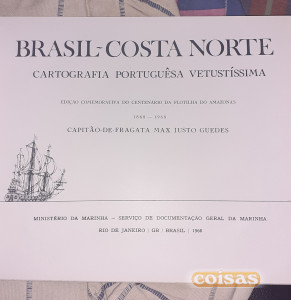 BRASIL-COSTA NORTE
CARTOGRAFIA PORTUGUÊSA VETUSTÍSSIMA
EDIÇÃO COMEMORATIVA DO CENTENÁRIO DA FLOTILHA DO AMAZONAS
1868 - 1968
CAPITÃO-DE-FRAGATA MAX JUSTO GUEDES
MINISTÉRIO DA MARINHA - SERVIÇO DE DOCUMENTAÇÃO GERAL DA MARINHA
RIO DE JANEIRO | GB | BRASIL | 1968
coisas